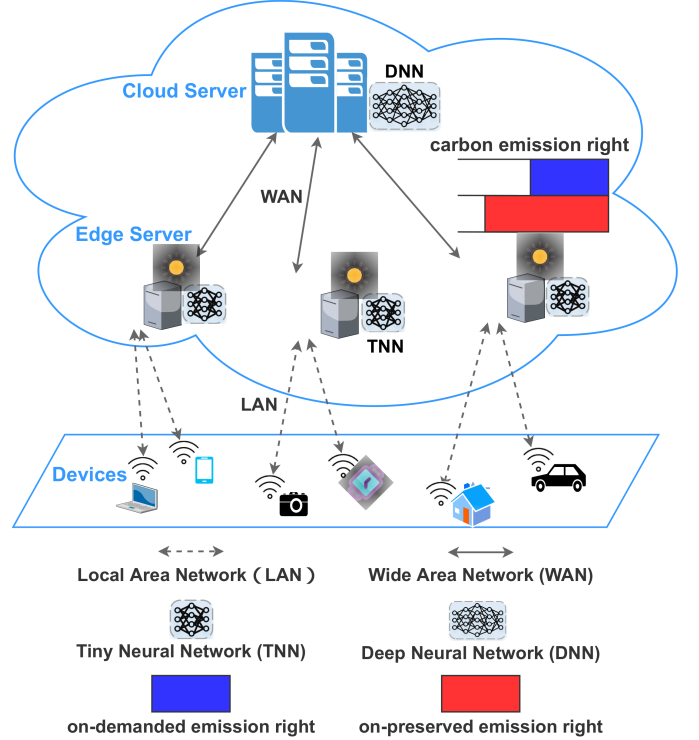 DNN
Cloud Server
carbon emission right
WAN
Edge Server
TNN
LAN
Devices
Local Area Network ( LAN )
Wide Area Network (WAN)
Tiny Neural Network (TNN)
Deep Neural Network (DNN)
on-demanded emission right
on-preserved emission right